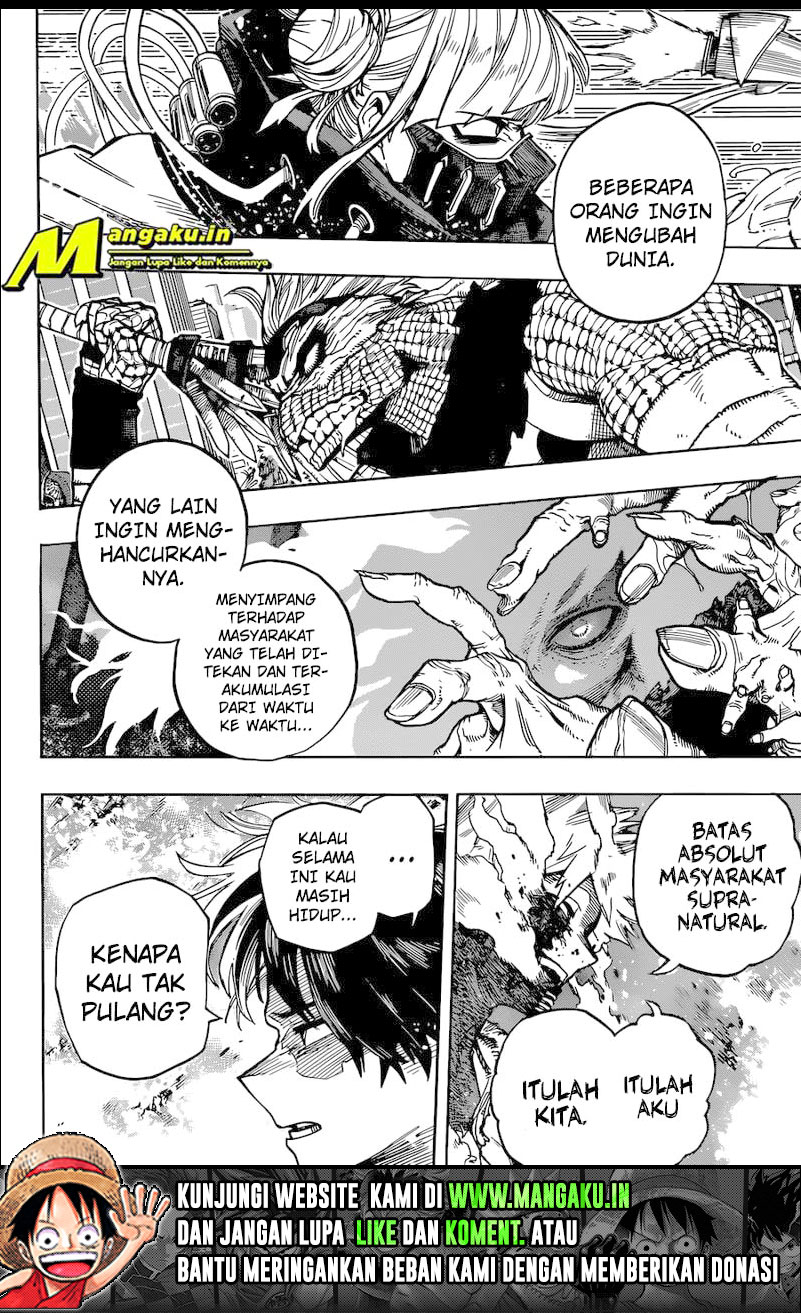 BEBERAPA
ORANG INGIN
MENGUBAH
DUNIA.
Mangaku.in
Jangan Lupa Like dan Komennya
YANG LAIN
INGIN MENG-
HANCURKAN-
NYA.
MENYIMPANG
TERHADAP
MASYARAKAT
YANG TELAH DI-
TEKAN DAN TER-
AKUMULASI
DARI WAKTU
KE WAKTU...
BATAS
ABSOLUT
MASYARAKAT
SUPRA-
NATURAL.
ITULAH
AKU
ITULAH
KITA.
...
KALAU
SELAMA
INI KAU
MASIH
HIDUP...
KENAPA
KAU TAK
PULANG?
KUNJUNGI WEBSITE KAMI DI WWW.MANGAKU.IN
DAN JANGAN LUPA LIKE DAN KOMENT. ATAU
BANTU MERINGANKAN BEBAN KAMI DENGAN MEMBERIKAN DONASI